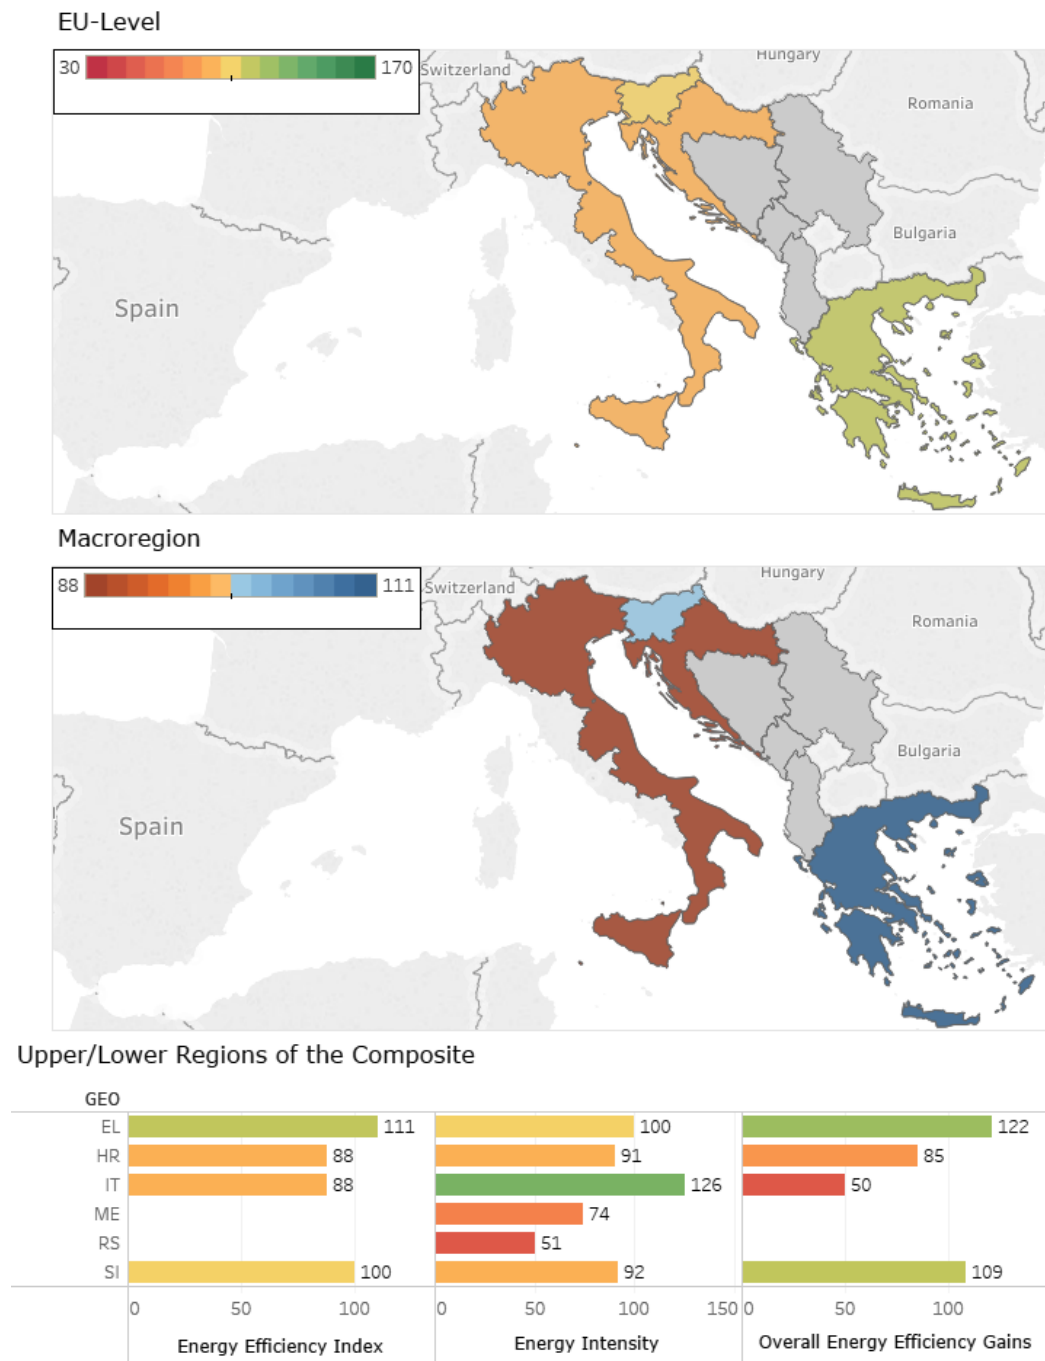 EU-Level
30 170
Switzerland
Hungary
Romania
Bulgaria
Spain
Macroregion
88 111
Switzerland
Hungary
Romania
Bulgaria
Spain
Upper/Lower Regions of the Composite
GEO
EL 111 100 122
HR 88 91 85
IT 88 126 50
ME 74
RS 51
SI 100 92 109
0 50 100 0 50 100 150 0 50 100
Energy Efficiency Index Energy Intensity Overall Energy Efficiency Gains